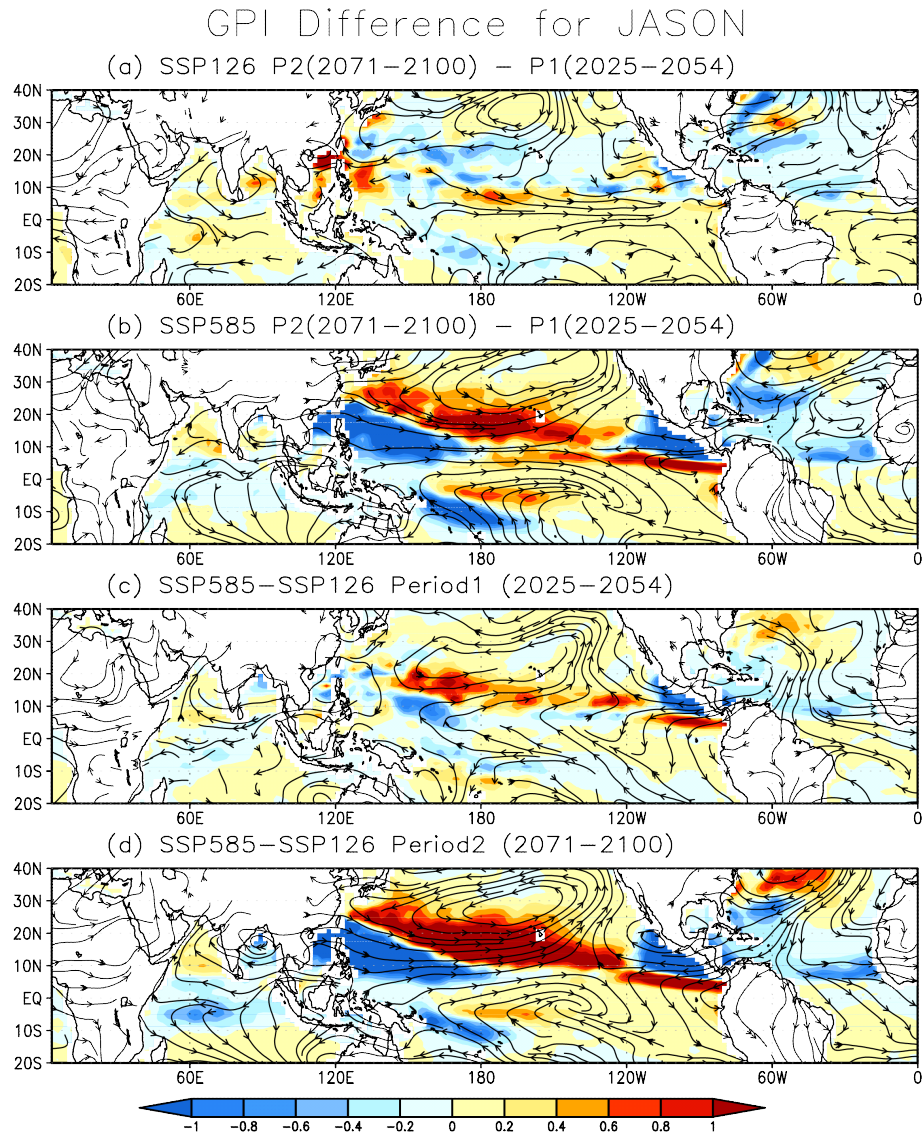 GPI Difference for JASON
(a) SSP126 P2(2071-2100) - P1(2025-2054)
40N
30N
20N
10N
EQ
10S
20S
60E 120E 180 120W 60W 0
(b) SSP585 P2(2071-2100) - P1(2025-2054)
40N
30N
20N
10N
EQ
10S
20S
60E 120E 180 120W 60W 0
(c) SSP585-SSP126 Period1 (2025-2054)
40N
30N
20N
10N
EQ
10S
20S
60E 120E 180 120W 60W 0
(d) SSP585-SSP126 Period2 (2071-2100)
40N
30N
20N
10N
EQ
10S
20S
60E 120E 180 120W 60W 0
-1 -0.8 -0.6 -0.4 -0.2 0 0.2 0.4 0.6 0.8 1